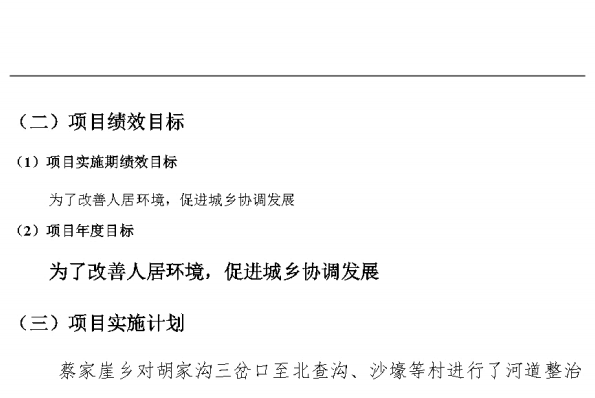 （二）项目绩效目标
（1）项目实施期绩效目标
为了改善人居环境，促进城乡协调发展
（2）项目年度目标
为了改善人居环境，促进城乡协调发展
（三）项目实施计划
蔡家崖乡对胡家沟三岔口至北查沟、沙壕等村进行了河道整治